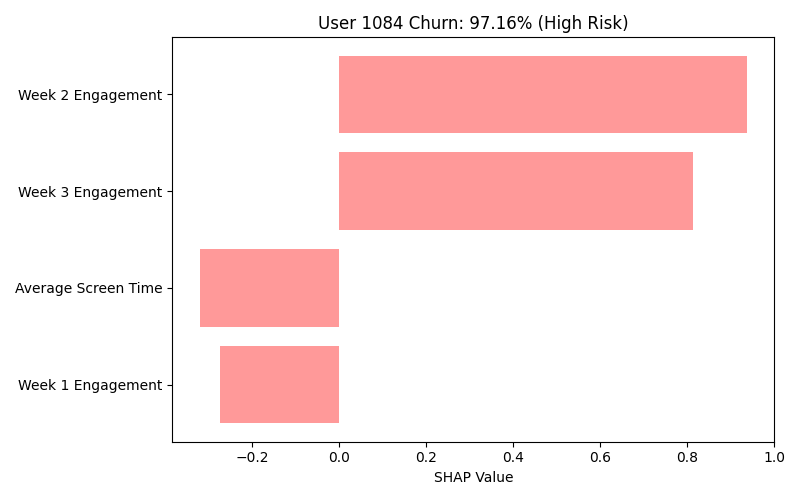 User 1084 Churn: 97.16% (High Risk)
Week 2 Engagement
Week 3 Engagement
Average Screen Time
Week 1 Engagement
−0.2 0.0 0.2 0.4 0.6 0.8 1.0
SHAP Value